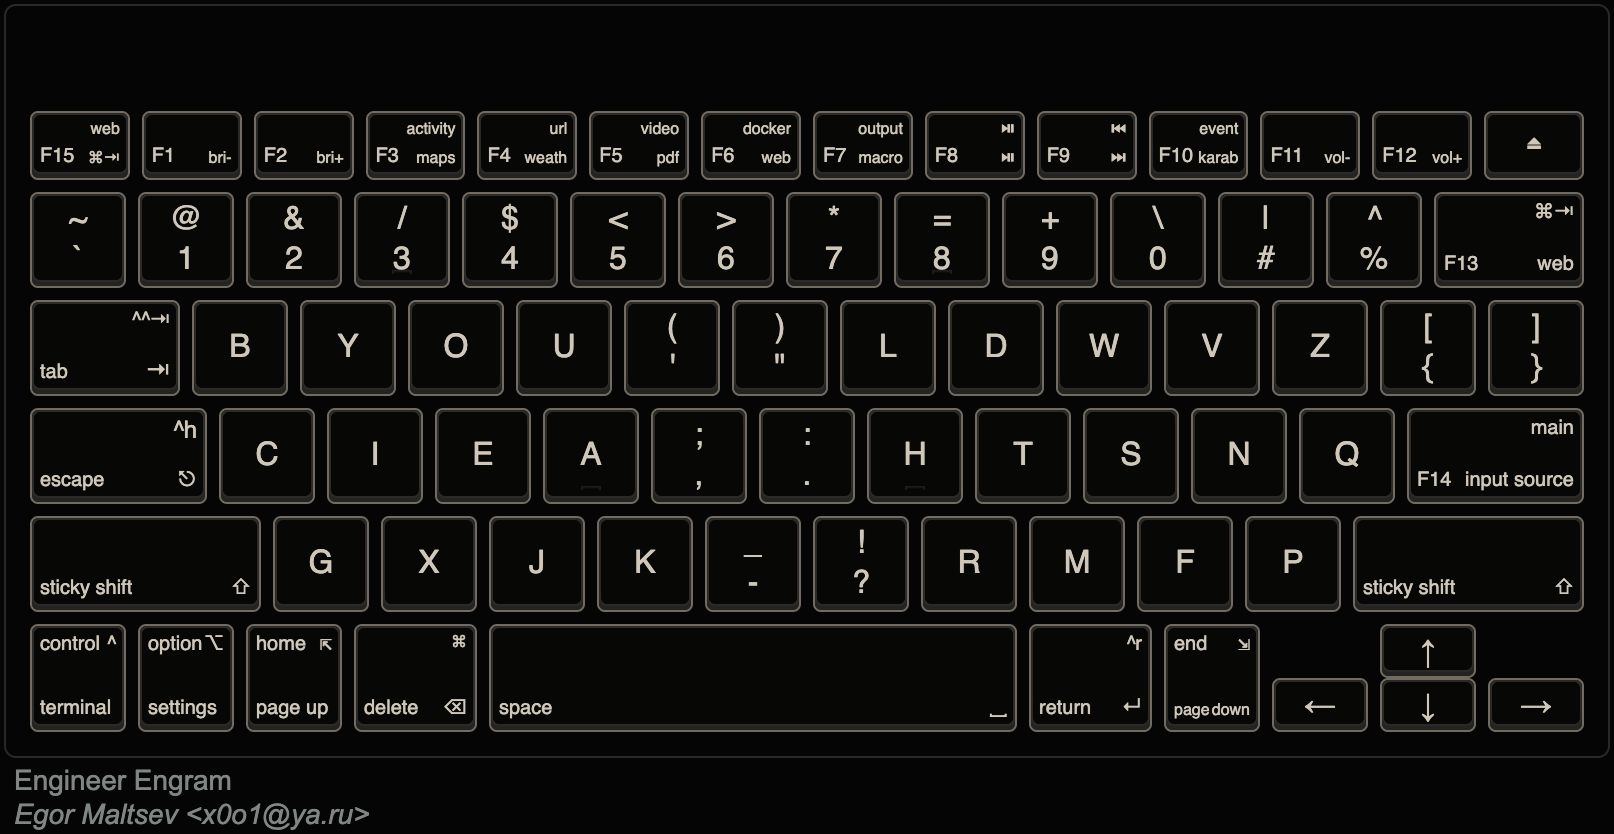 web activity url video docker output ⏯ ⏮ event
F15 ⌘⇥ F1 bri- F2 bri+ F3 maps F4 weath F5 pdf F6 web F7 macro F8 ⏯ F9 ⏭ F10 karab F11 vol- F12 vol+ ⏏
~ @ & / $ < > * = + \ | ^ ⌘⇥
` 1 2 3 4 5 6 7 8 9 0 # % F13 web
^^⇥ ( ) [ ]
tab ⇥ B Y O U ' " L D W V Z { }
^h ; : main
escape ⎋ C I E A , . H T S N Q F14 input source
_ !
sticky shift ⇧ G X J K - ? R M F P sticky shift ⇧
control ^ option ⌥ home ⇱ ⌘ ^r end ⇲ ↑
terminal settings page up delete ⌫ space ⎵ return ↵ page down ← ↓ →
Engineer Engram
Egor Maltsev <x0o1@ya.ru>